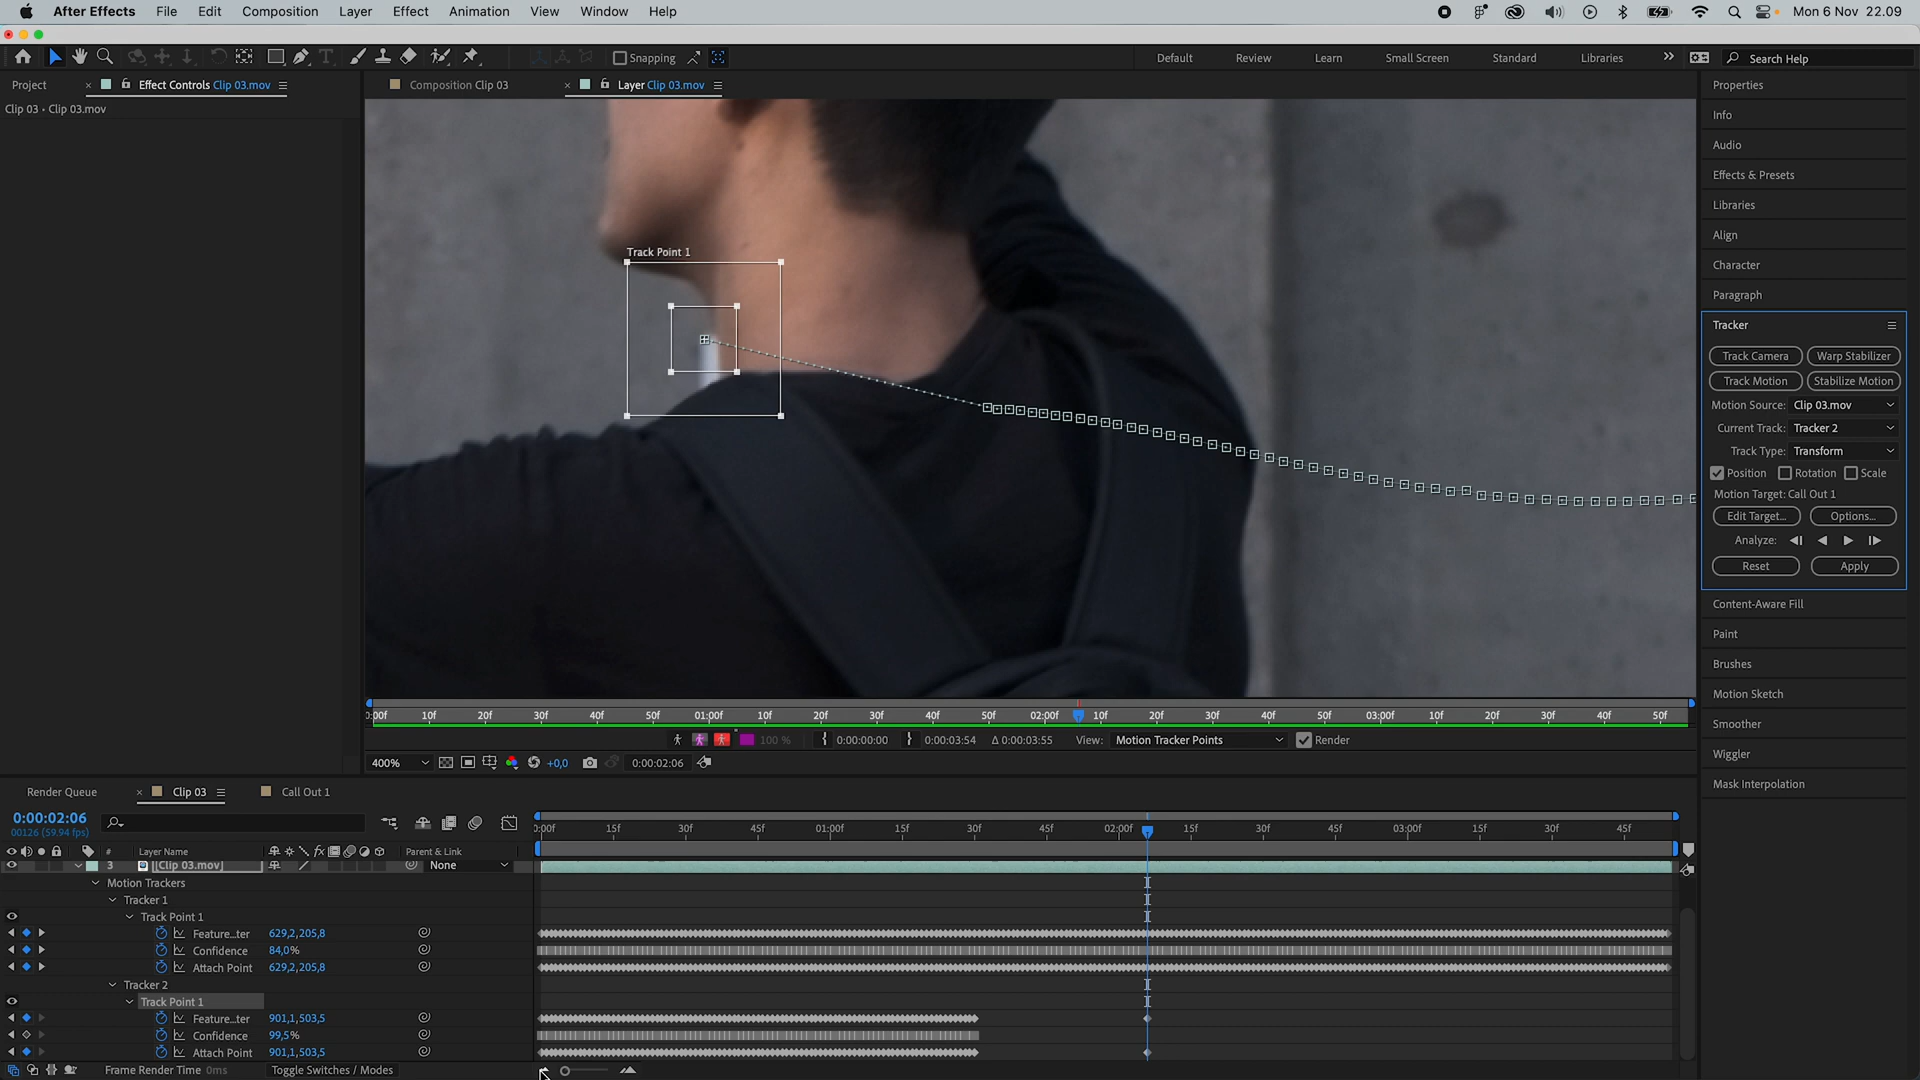 After Effects File Edit Composition Layer Effect Animation View Window Help Mon 6 Nov 22.09
Snapping Default Review Learn Small Screen Standard Libraries Search Help
Project Effect Controls Clip 03.mov Composition Clip 03 Layer Clip 03.mov
Clip 03 • Clip 03.mov
Properties
Info
Audio
Effects & Presets
Libraries
Align
Character
Paragraph
Tracker
Track Camera Warp Stabilizer
Track Motion Stabilize Motion
Motion Source: Clip 03.mov
Current Track: Tracker 2
Track Type: Transform
Position Rotation Scale
Motion Target: Call Out 1
Edit Target... Options...
Analyze:
Reset Apply
Content-Aware Fill
Paint
Brushes
Motion Sketch
Smoother
Wiggler
Mask Interpolation
Track Point 1
0:00f 10f 20f 30f 40f 50f 01:00f 10f 20f 30f 40f 50f 02:00f 10f 20f 30f 40f 50f 03:00f 10f 20f 30f 40f 50f
100 % 0:00:00:00 0:00:03:54 Δ 0:00:03:55 View: Motion Tracker Points Render
400% +0,0 0:00:02:06
Render Queue Clip 03 Call Out 1
0:00:02:06
00126 (59.94 fps)
):00f 15f 30f 45f 01:00f 15f 30f 45f 02:00f 15f 30f 45f 03:00f 15f 30f 45f
# Layer Name fx Parent & Link
3 [Clip 03.mov] None
Motion Trackers
Tracker 1
Track Point 1
Feature...ter 629,2,205,8
Confidence 84,0%
Attach Point 629,2,205,8
Tracker 2
Track Point 1
Feature...ter 901,1,503,5
Confidence 99,5%
Attach Point 901,1,503,5
Frame Render Time 0ms Toggle Switches / Modes